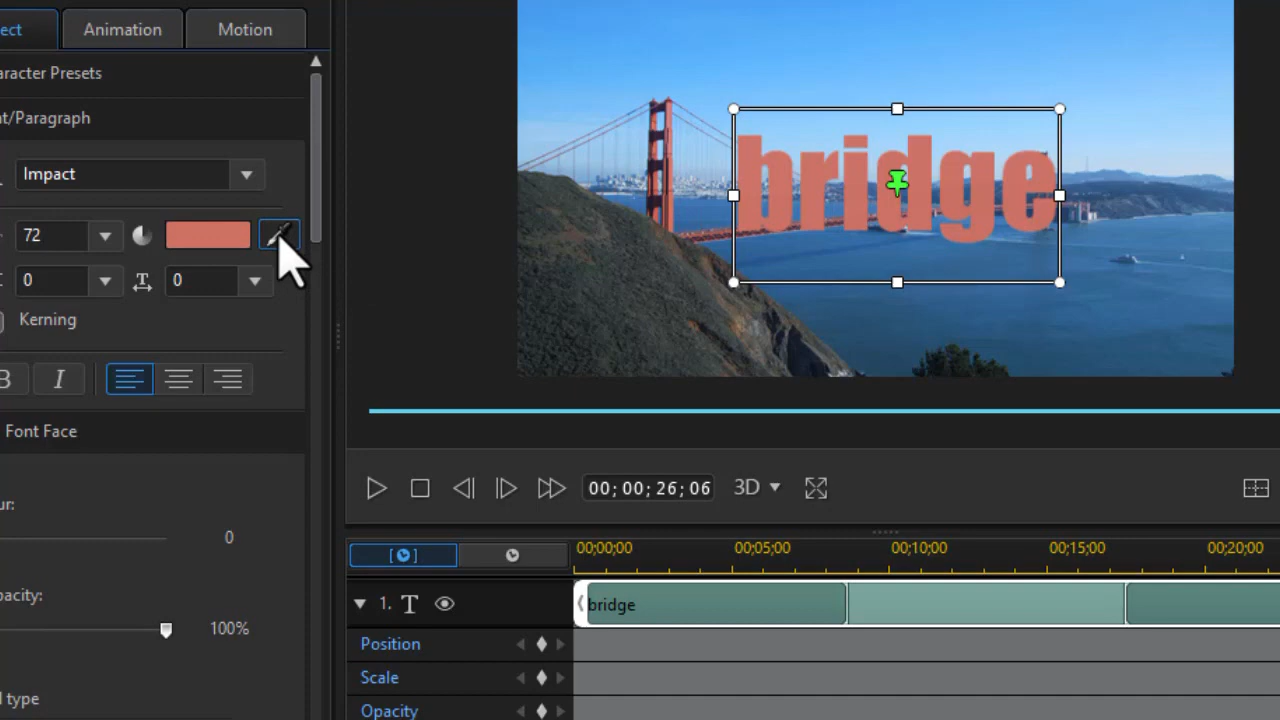 ect Animation Motion
aracter Presets
t/Paragraph
Impact
72
0 0
Kerning
B I
Font Face
ur:
0
pacity:
100%
d type
bridge
00;00;26;06 3D
00;00;00 00;05;00 00;10;00 00;15;00 00;20;00
1. T bridge
Position
Scale
Opacity